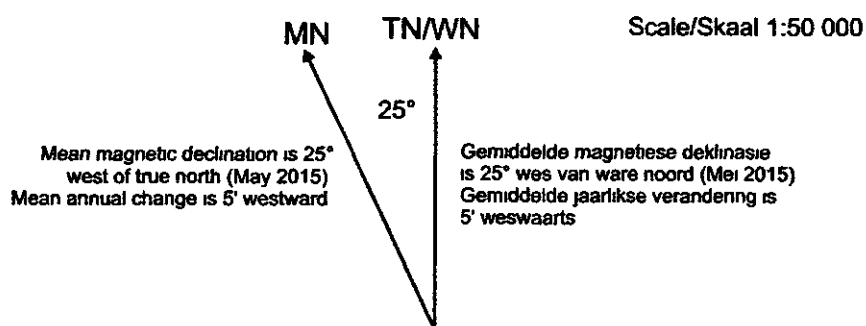 MN TN/WN Scale/Skaal 1:50 000
25°
Mean magnetic declination is 25°
west of true north (May 2015)
Mean annual change is 5' westward
Gemiddelde magnetiese deklinasie
is 25° wes van ware noord (Mei 2015)
Gemiddelde jaarlikse verandering is
5' weswaarts